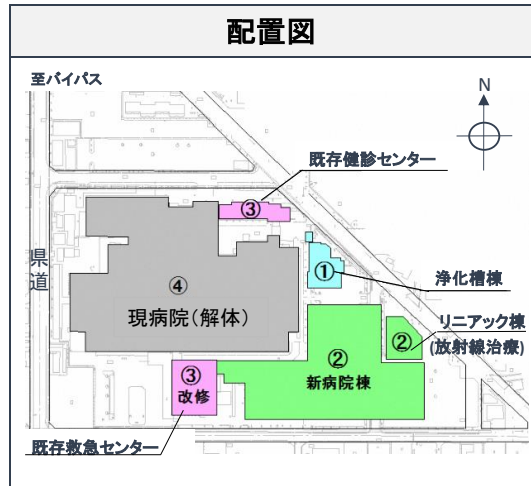 配置図
至バイパス
N
既存健診センター
③
県道
①
浄化槽棟
④
現病院(解体)
リニアック棟
(放射線治療)
②
②
新病院棟
③
改修
既存救急センター